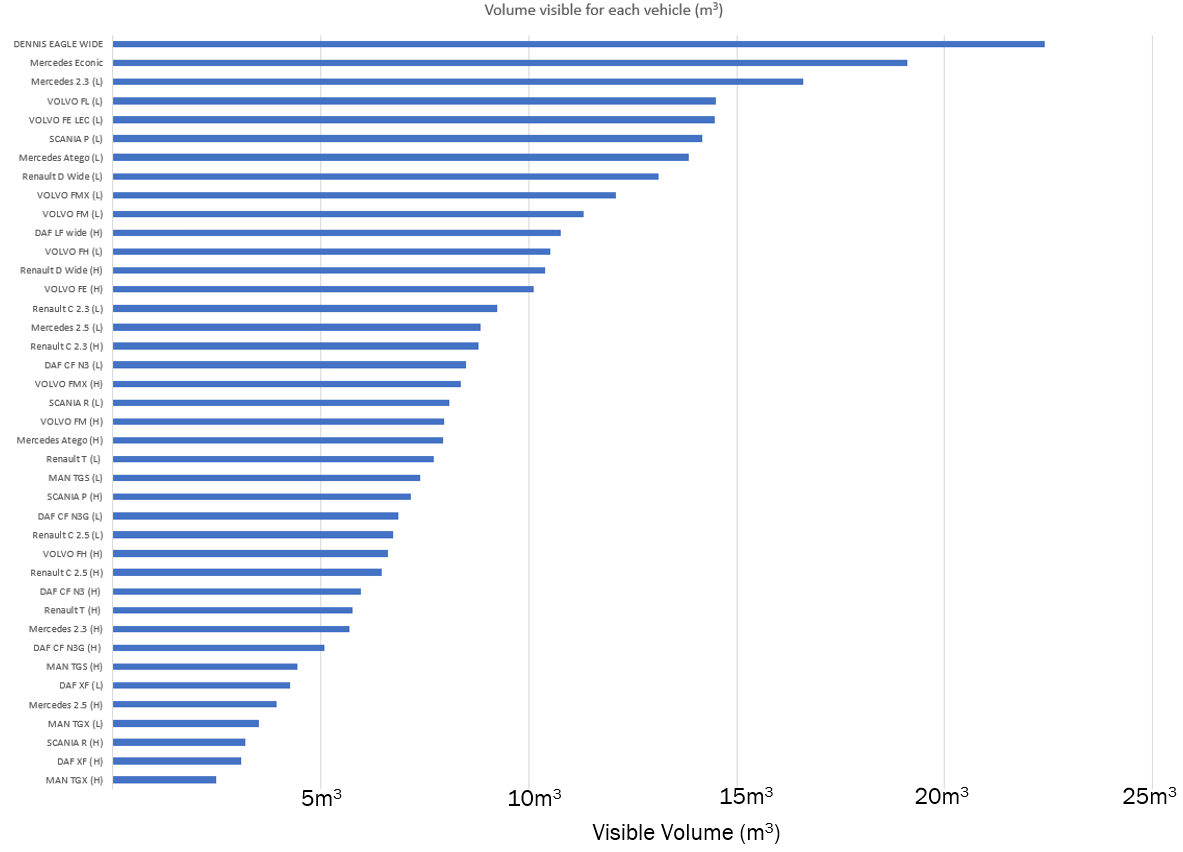 Volume visible for each vehicle (m³)
DENNIS EAGLE WIDE
Mercedes Econic
Mercedes 2.3 (L)
VOLVO FL (L)
VOLVO FE LEC (L)
SCANIA P (L)
Mercedes Atego (L)
Renault D Wide (L)
VOLVO FMX (L)
VOLVO FM (L)
DAF LF wide (H)
VOLVO FH (L)
Renault D Wide (H)
VOLVO FE (H)
Renault C 2.3 (L)
Mercedes 2.5 (L)
Renault C 2.3 (H)
DAF CF N3 (L)
VOLVO FMX (H)
SCANIA R (L)
VOLVO FM (H)
Mercedes Atego (H)
Renault T (L)
MAN TGS (L)
SCANIA P (H)
DAF CF N3G (L)
Renault C 2.5 (L)
VOLVO FH (H)
Renault C 2.5 (H)
DAF CF N3 (H)
Renault T (H)
Mercedes 2.3 (H)
DAF CF N3G (H)
MAN TGS (H)
DAF XF (L)
Mercedes 2.5 (H)
MAN TGX (L)
SCANIA R (H)
DAF XF (H)
MAN TGX (H)
5m³ 10m³ 15m³ 20m³ 25m³
Visible Volume (m³)